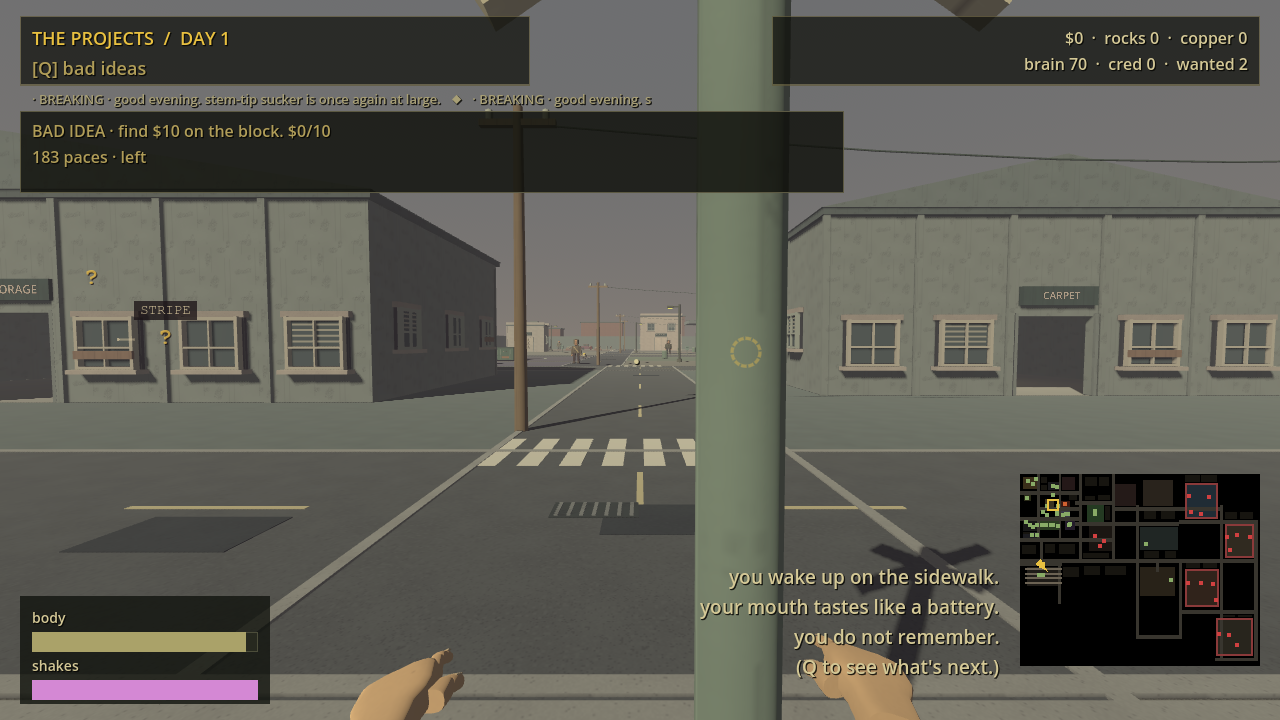 THE PROJECTS / DAY 1
[Q] bad ideas
$0 · rocks 0 · copper 0
brain 70 · cred 0 · wanted 2
· BREAKING · good evening. stem-tip sucker is once again at large. ◆ · BREAKING · good evening. s
BAD IDEA · find $10 on the block. $0/10
183 paces · left
?
ORAGE
STRIPE
?
CARPET
you wake up on the sidewalk.
your mouth tastes like a battery.
you do not remember.
(Q to see what's next.)
body
shakes